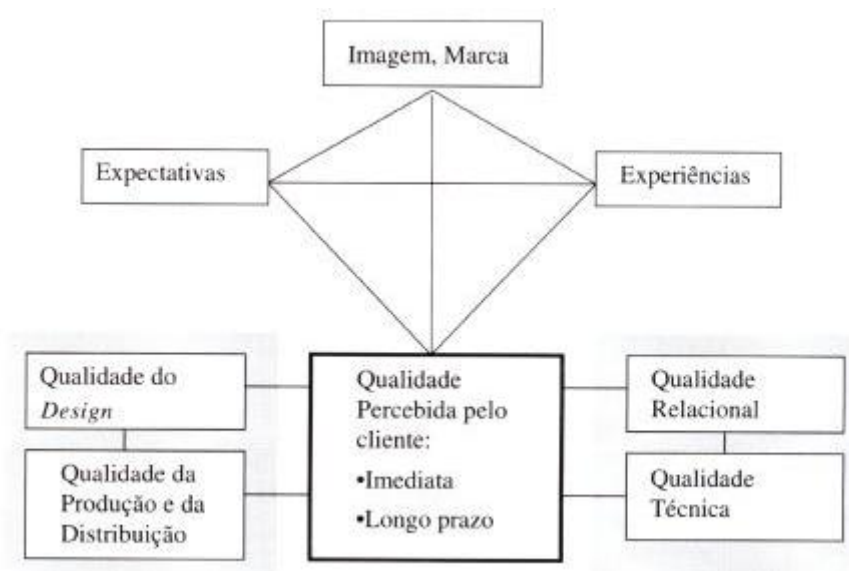 Imagem, Marca
Expectativas
Experiências
Qualidade do
Design
Qualidade da
Produção e da
Distribuição
Qualidade
Percebida pelo
cliente:
•Imediata
•Longo prazo
Qualidade
Relacional
Qualidade
Técnica